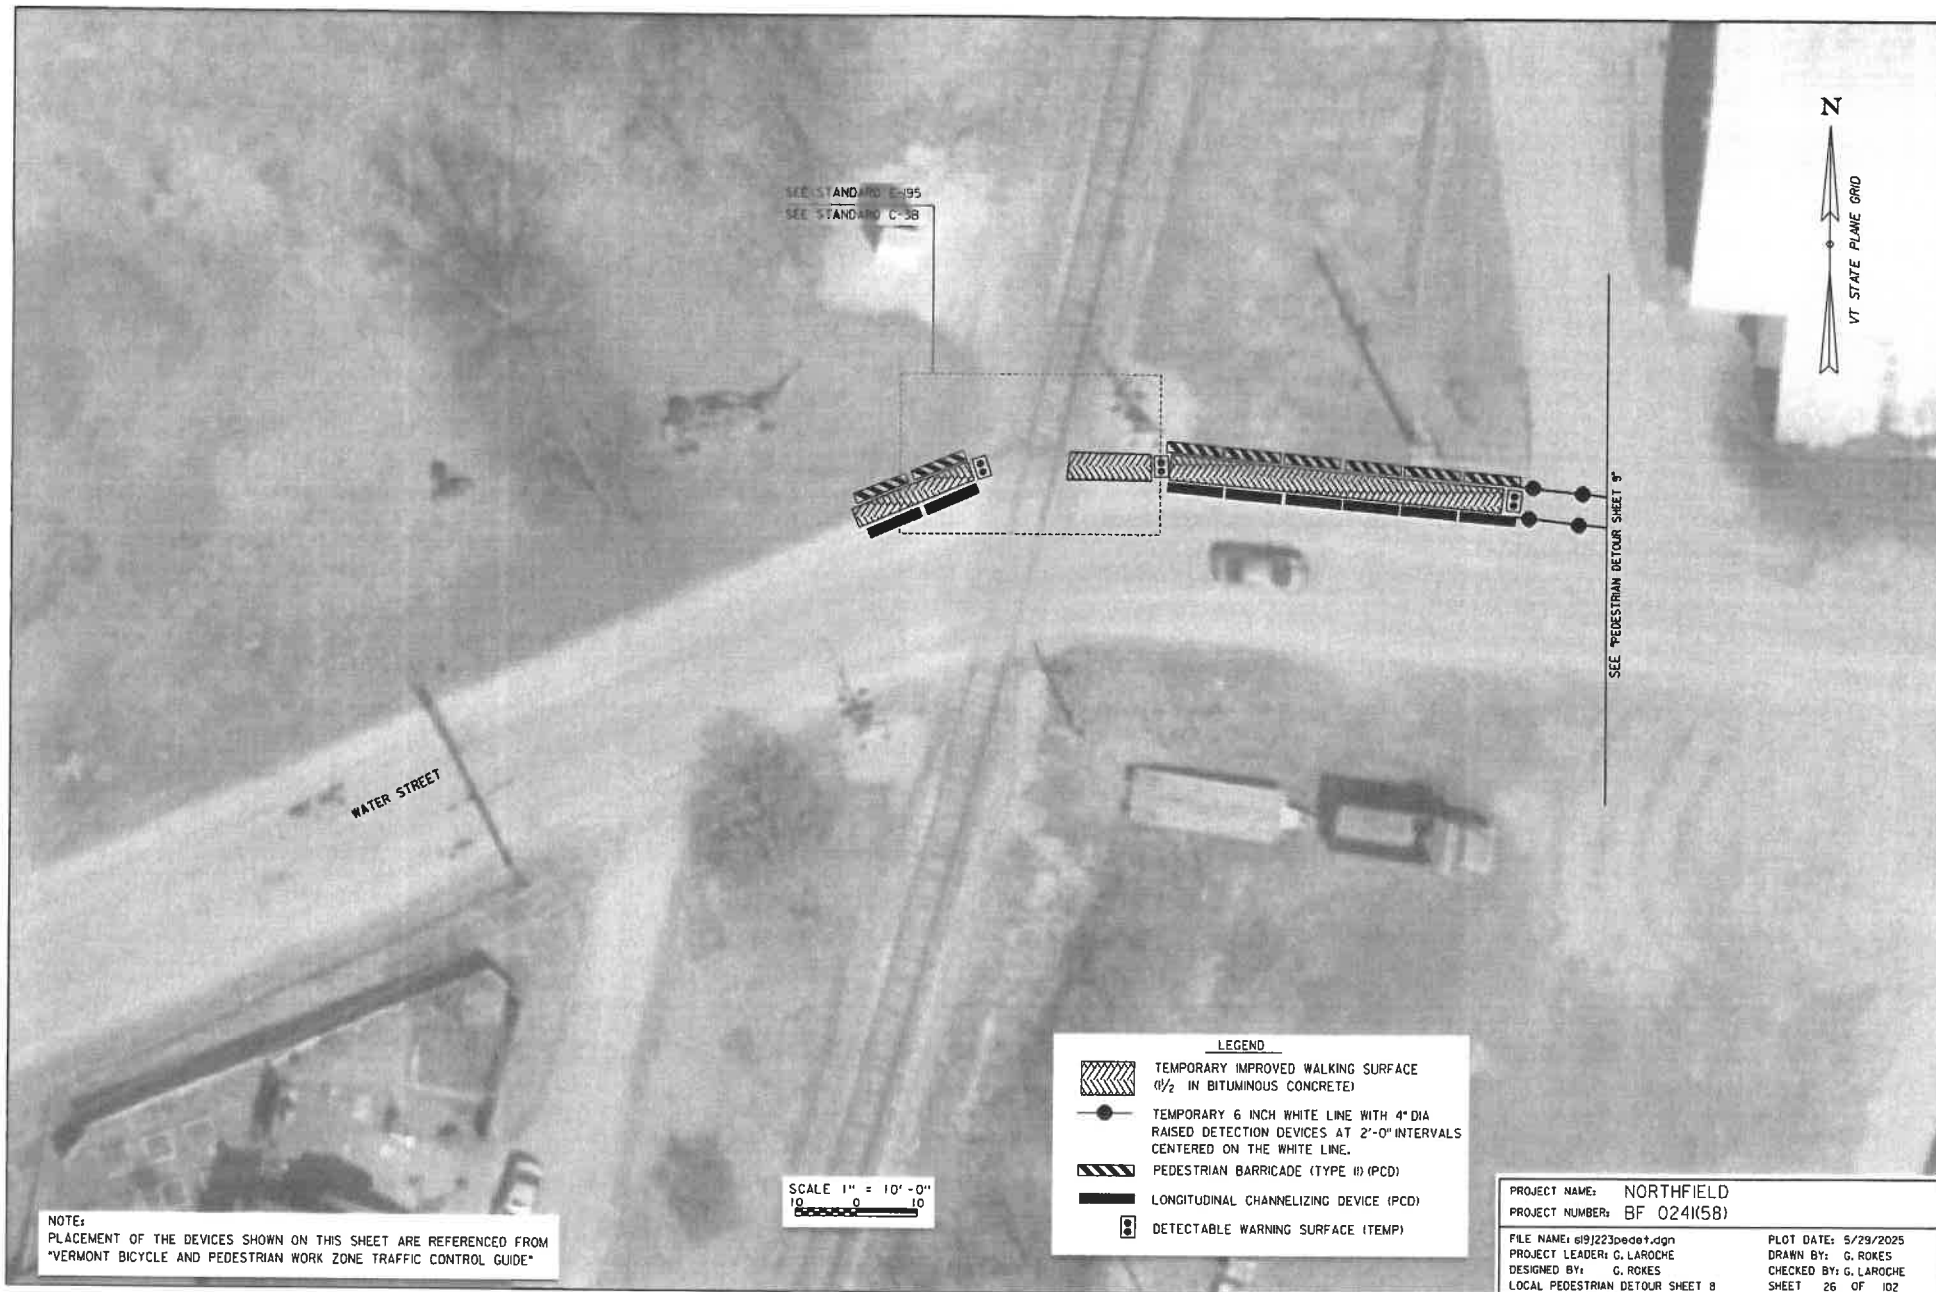 SEE STANDARD E-195
SEE STANDARD C-3B
N
VT STATE PLANE GRID
SEE "PEDESTRIAN DETOUR SHEET 9"
WATER STREET
LEGEND
TEMPORARY IMPROVED WALKING SURFACE
(1 1/2 IN BITUMINOUS CONCRETE)
TEMPORARY 6 INCH WHITE LINE WITH 4" DIA
RAISED DETECTION DEVICES AT 2'-0" INTERVALS
CENTERED ON THE WHITE LINE.
PEDESTRIAN BARRICADE (TYPE II) (PCD)
LONGITUDINAL CHANNELIZING DEVICE (PCD)
DETECTABLE WARNING SURFACE (TEMP)
SCALE 1" = 10'-0"
10 0 10
NOTE:
PLACEMENT OF THE DEVICES SHOWN ON THIS SHEET ARE REFERENCED FROM
"VERMONT BICYCLE AND PEDESTRIAN WORK ZONE TRAFFIC CONTROL GUIDE"
PROJECT NAME: NORTHFIELD
PROJECT NUMBER: BF 0241(58)
FILE NAME: s19j223pedet.dgn PLOT DATE: 5/29/2025
PROJECT LEADER: G. LAROCHE DRAWN BY: G. ROKES
DESIGNED BY: G. ROKES CHECKED BY: G. LAROCHE
LOCAL PEDESTRIAN DETOUR SHEET 8 SHEET 26 OF 102